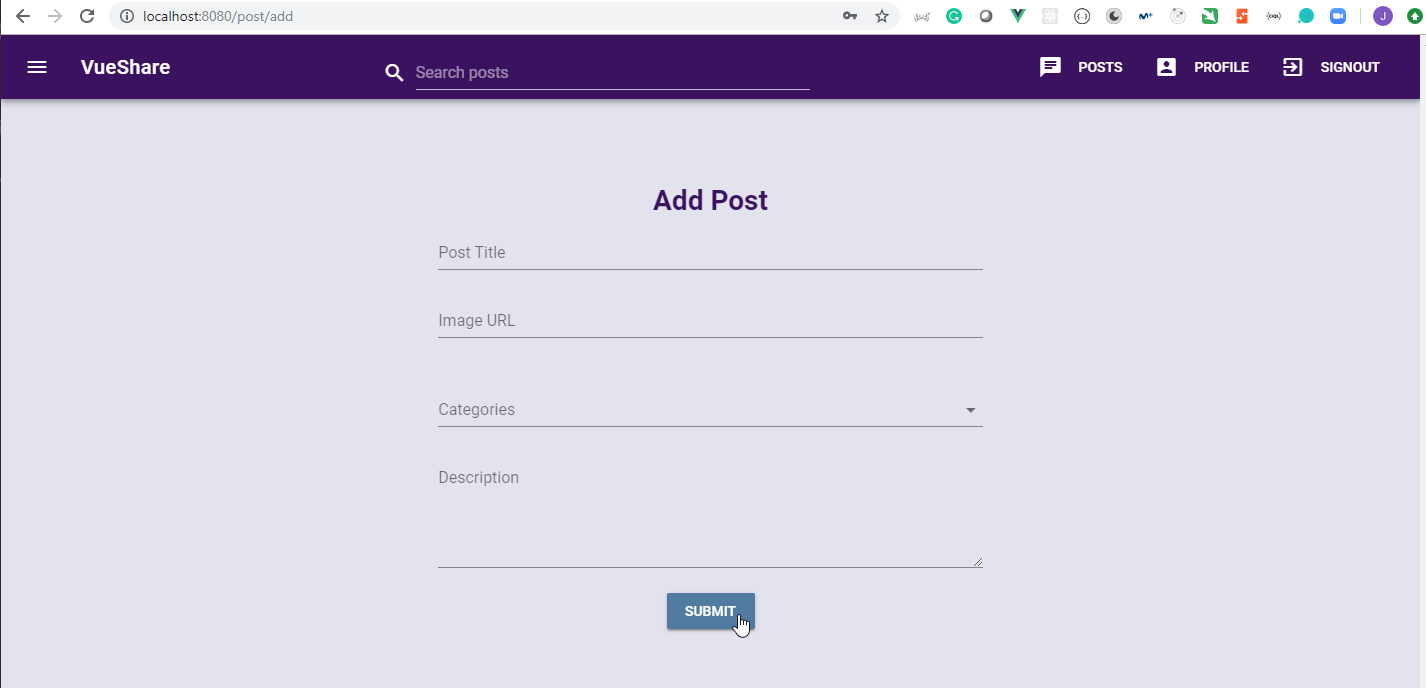 localhost:8080/post/add
VueShare
Search posts
POSTS
PROFILE
SIGNOUT
Add Post
Post Title
Image URL
Categories
Description
SUBMIT